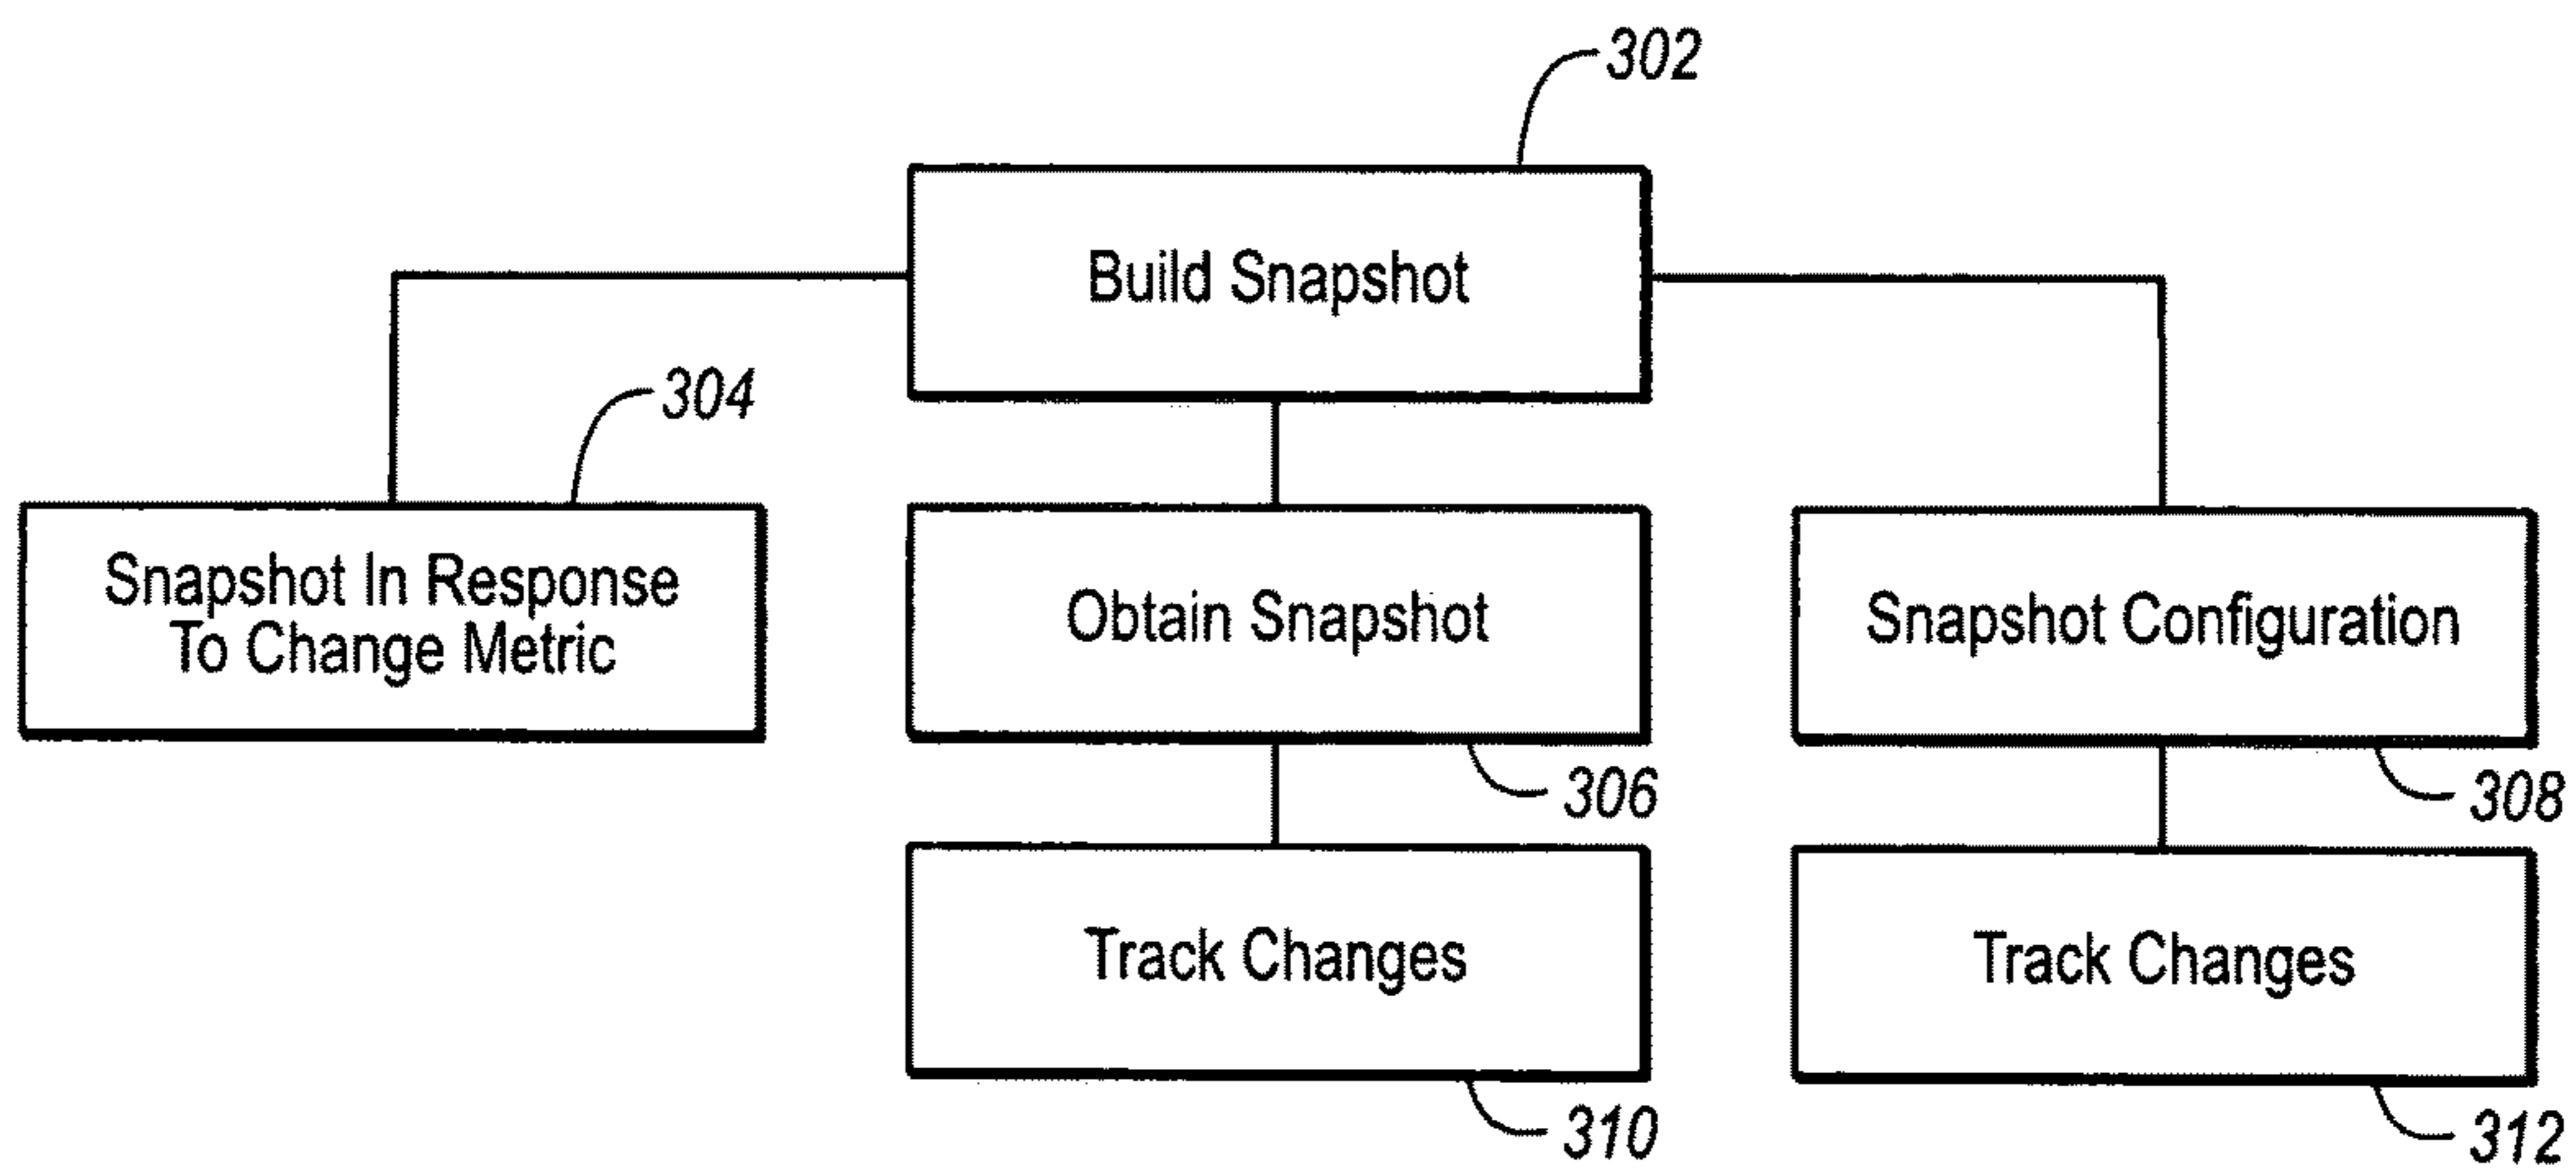 302
Build Snapshot
304
Snapshot In Response
To Change Metric
Obtain Snapshot
Snapshot Configuration
306
308
Track Changes
Track Changes
310
312